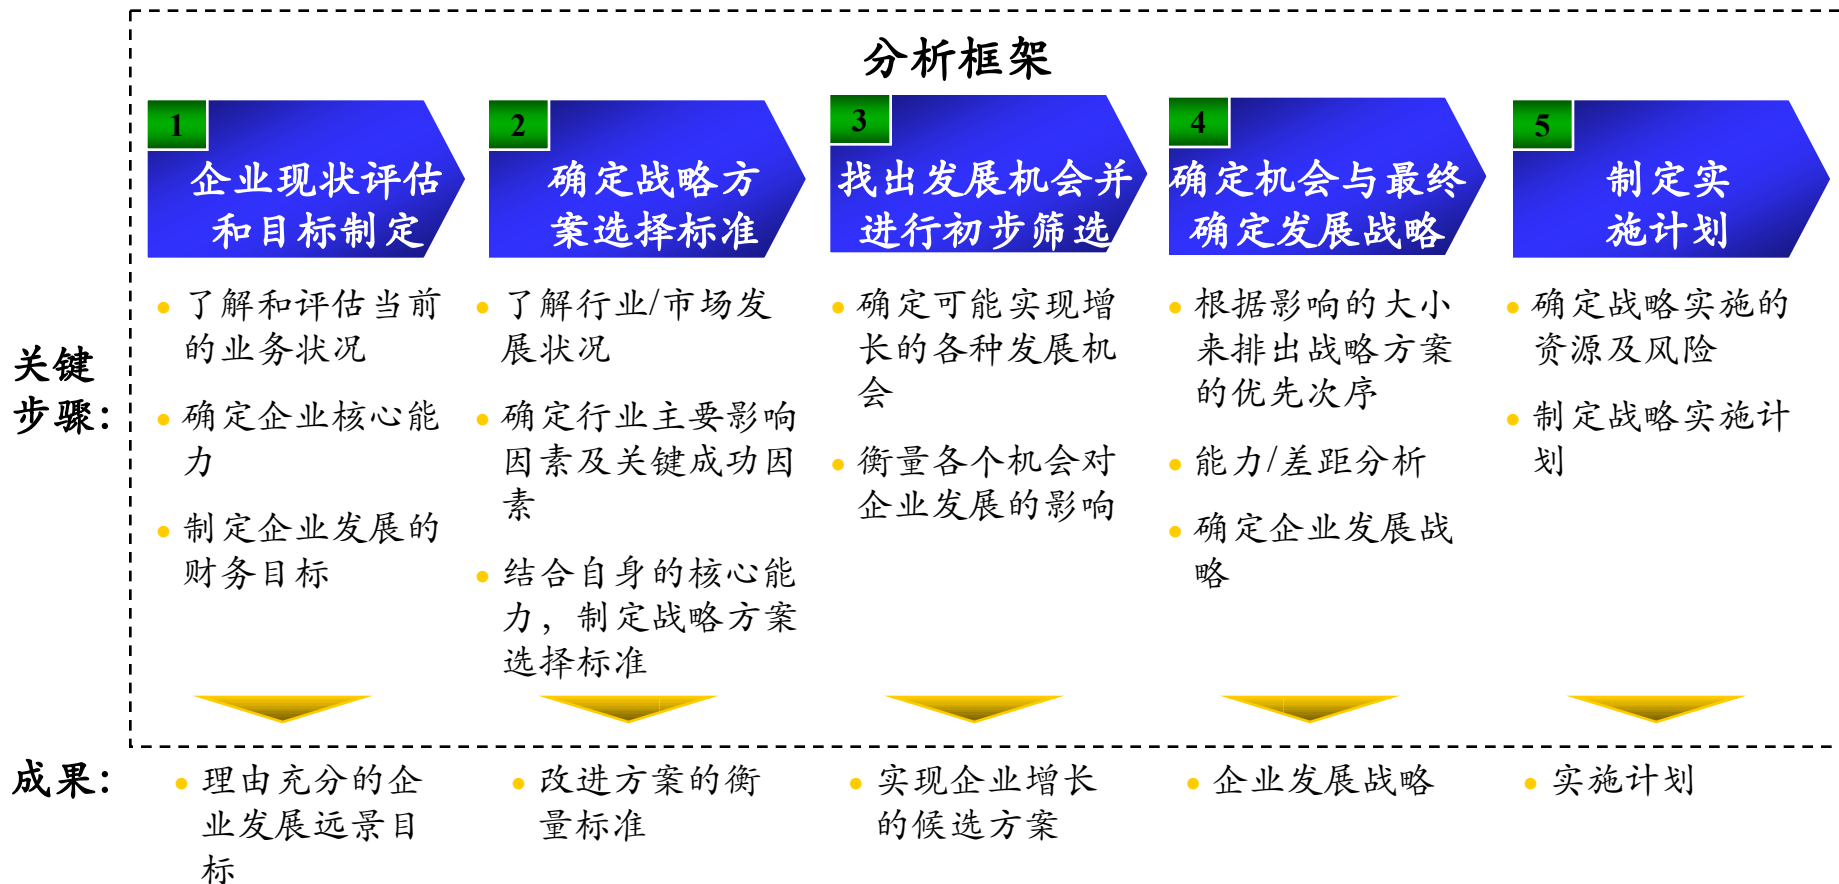 分析框架
1
企业现状评估
和目标制定
2
确定战略方
案选择标准
3
找出发展机会并
进行初步筛选
4
确定机会与最终
确定发展战略
5
制定实
施计划
关键
步骤:
了解和评估当前
的业务状况
确定企业核心能
力
制定企业发展的
财务目标
了解行业/市场发
展状况
确定行业主要影响
因素及关键成功因
素
结合自身的核心能
力，制定战略方案
选择标准
确定可能实现增
长的各种发展机
会
衡量各个机会对
企业发展的影响
根据影响的大小
来排出战略方案
的优先次序
能力/差距分析
确定企业发展战
略
确定战略实施的
资源及风险
制定战略实施计
划
成果:
理由充分的企
业发展远景目
标
改进方案的衡
量标准
实现企业增长
的候选方案
企业发展战略
实施计划